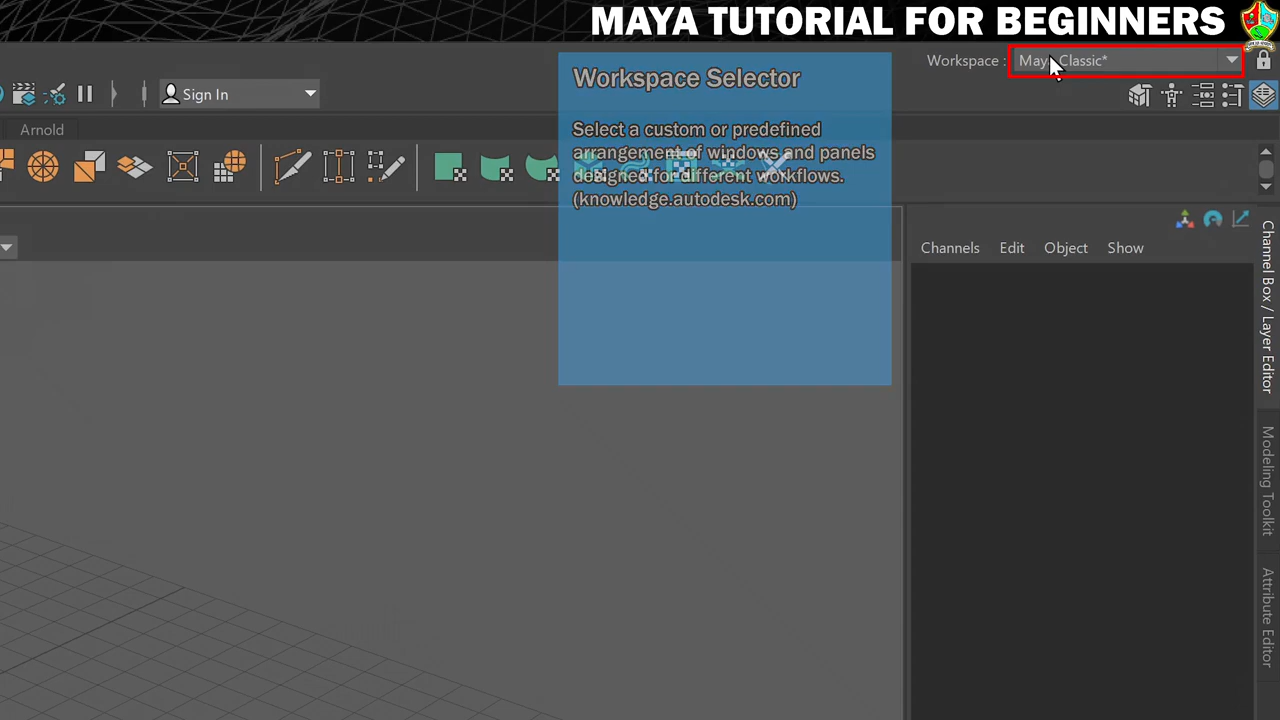 MAYA TUTORIAL FOR BEGINNERS
Workspace : Maya Classic*
Workspace Selector
Sign In
Arnold
Select a custom or predefined
arrangement of windows and panels
designed for different workflows.
(knowledge.autodesk.com)
Channels Edit Object Show
Channel Box / Layer Editor
Modeling Toolkit
Attribute Editor